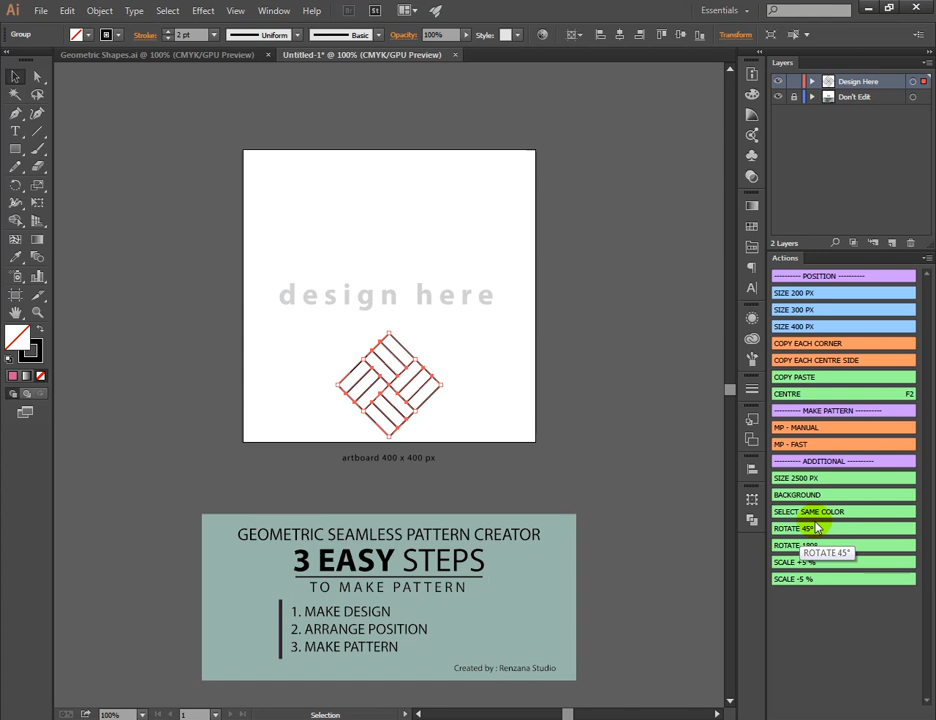 Ai File Edit Object Type Select Effect View Window Help Br St Essentials
Group Stroke: 2 pt Uniform Basic Opacity: 100% Style: Transform
Geometric Shapes.ai @ 100% (CMYK/GPU Preview) × Untitled-1* @ 100% (CMYK/GPU Preview) ×
Layers
Design Here
Don't Edit
2 Layers
Actions
---------- POSITION ----------
SIZE 200 PX
SIZE 300 PX
SIZE 400 PX
COPY EACH CORNER
COPY EACH CENTRE SIDE
COPY PASTE
CENTRE F2
---------- MAKE PATTERN ----------
MP - MANUAL
MP - FAST
---------- ADDITIONAL ----------
SIZE 2500 PX
BACKGROUND
SELECT SAME COLOR
ROTATE 45°
ROTATE 180°
ROTATE 45°
SCALE +5 %
SCALE -5 %
design here
artboard 400 x 400 px
GEOMETRIC SEAMLESS PATTERN CREATOR
3 EASY STEPS
TO MAKE PATTERN
1. MAKE DESIGN
2. ARRANGE POSITION
3. MAKE PATTERN
Created by : Renzana Studio
100% 1 Selection